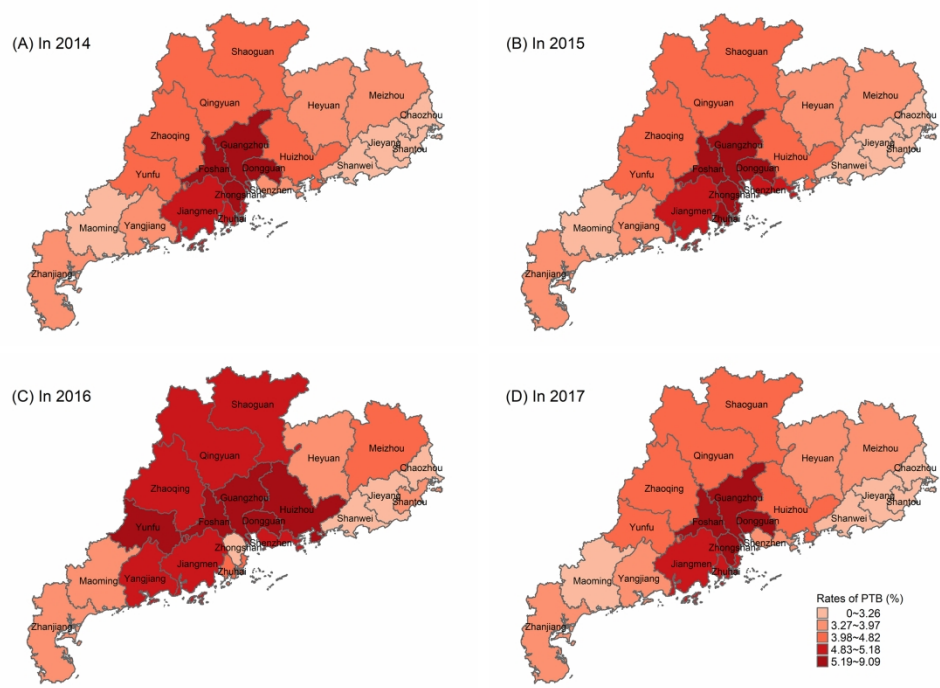 (A) In 2014
Shaoguan
Qingyuan
Heyuan
Meizhou
Chaozhou
Zhaoqing
Guangzhou
Jieyang
Shantou
Huizhou
Shanwei
Yunfu
Foshan
Dongguan
Shenzhen
Zhongshan
Jiangmen
Zhuhai
Maoming
Yangjiang
Zhanjiang
(B) In 2015
Shaoguan
Qingyuan
Heyuan
Meizhou
Chaozhou
Zhaoqing
Guangzhou
Jieyang
Shantou
Huizhou
Shanwei
Yunfu
Foshan
Dongguan
Shenzhen
Zhongshan
Jiangmen
Zhuhai
Maoming
Yangjiang
Zhanjiang
(C) In 2016
Shaoguan
Qingyuan
Heyuan
Meizhou
Chaozhou
Zhaoqing
Guangzhou
Jieyang
Shantou
Huizhou
Shanwei
Yunfu
Foshan
Dongguan
Shenzhen
Zhongshan
Jiangmen
Zhuhai
Maoming
Yangjiang
Zhanjiang
(D) In 2017
Shaoguan
Qingyuan
Heyuan
Meizhou
Chaozhou
Zhaoqing
Guangzhou
Jieyang
Shantou
Huizhou
Shanwei
Yunfu
Foshan
Dongguan
Shenzhen
Zhongshan
Jiangmen
Zhuhai
Maoming
Yangjiang
Zhanjiang
Rates of PTB (%)
0~3.26
3.27~3.97
3.98~4.82
4.83~5.18
5.19~9.09